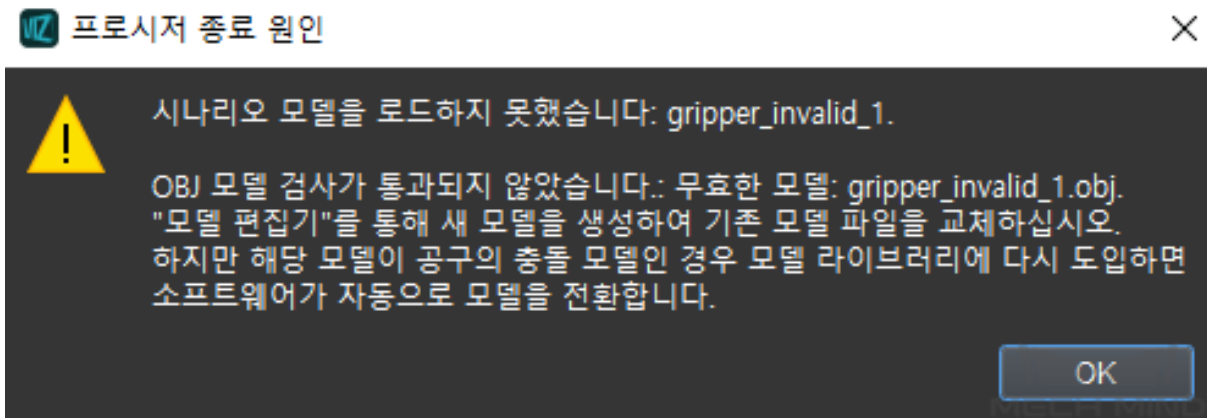 VIZ 프로시저 종료 원인
시나리오 모델을 로드하지 못했습니다: gripper_invalid_1.
OBJ 모델 검사가 통과되지 않았습니다.: 무효한 모델: gripper_invalid_1.obj.
"모델 편집기"를 통해 새 모델을 생성하여 기존 모델 파일을 교체하십시오.
하지만 해당 모델이 공구의 충돌 모델인 경우 모델 라이브러리에 다시 도입하면
소프트웨어가 자동으로 모델을 전환합니다.
OK
MECH MIND